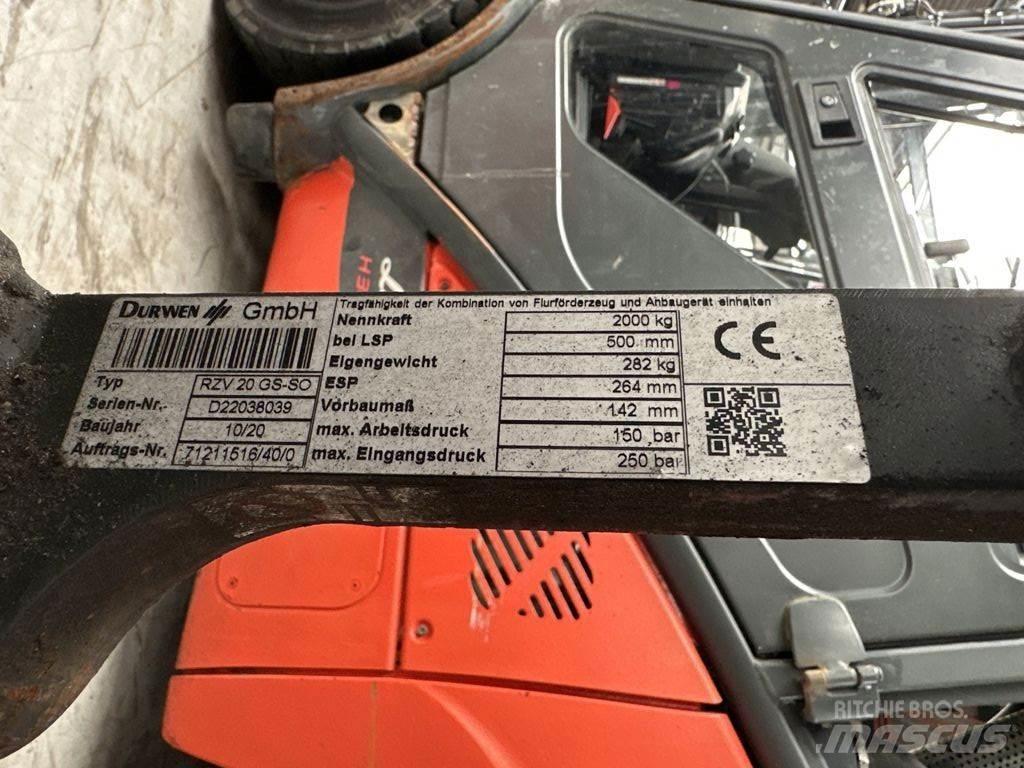 DURWEN GmbH
Typ RZV 20 GS-SO
Serien-Nr. D22038039
Baujahr 10/20
Auftrags-Nr. 71211516/40/0
Tragfähigkeit der Kombination von Flurförderzeug und Anbaugerät einhalten
Nennkraft 2000 kg
bei LSP 500 mm
Eigengewicht 282 kg
ESP 264 mm
Vorbaumaß 142 mm
max. Arbeitsdruck 150 bar
max. Eingangsdruck 250 bar
CE
EH
RITCHIE BROS.
MASCUS